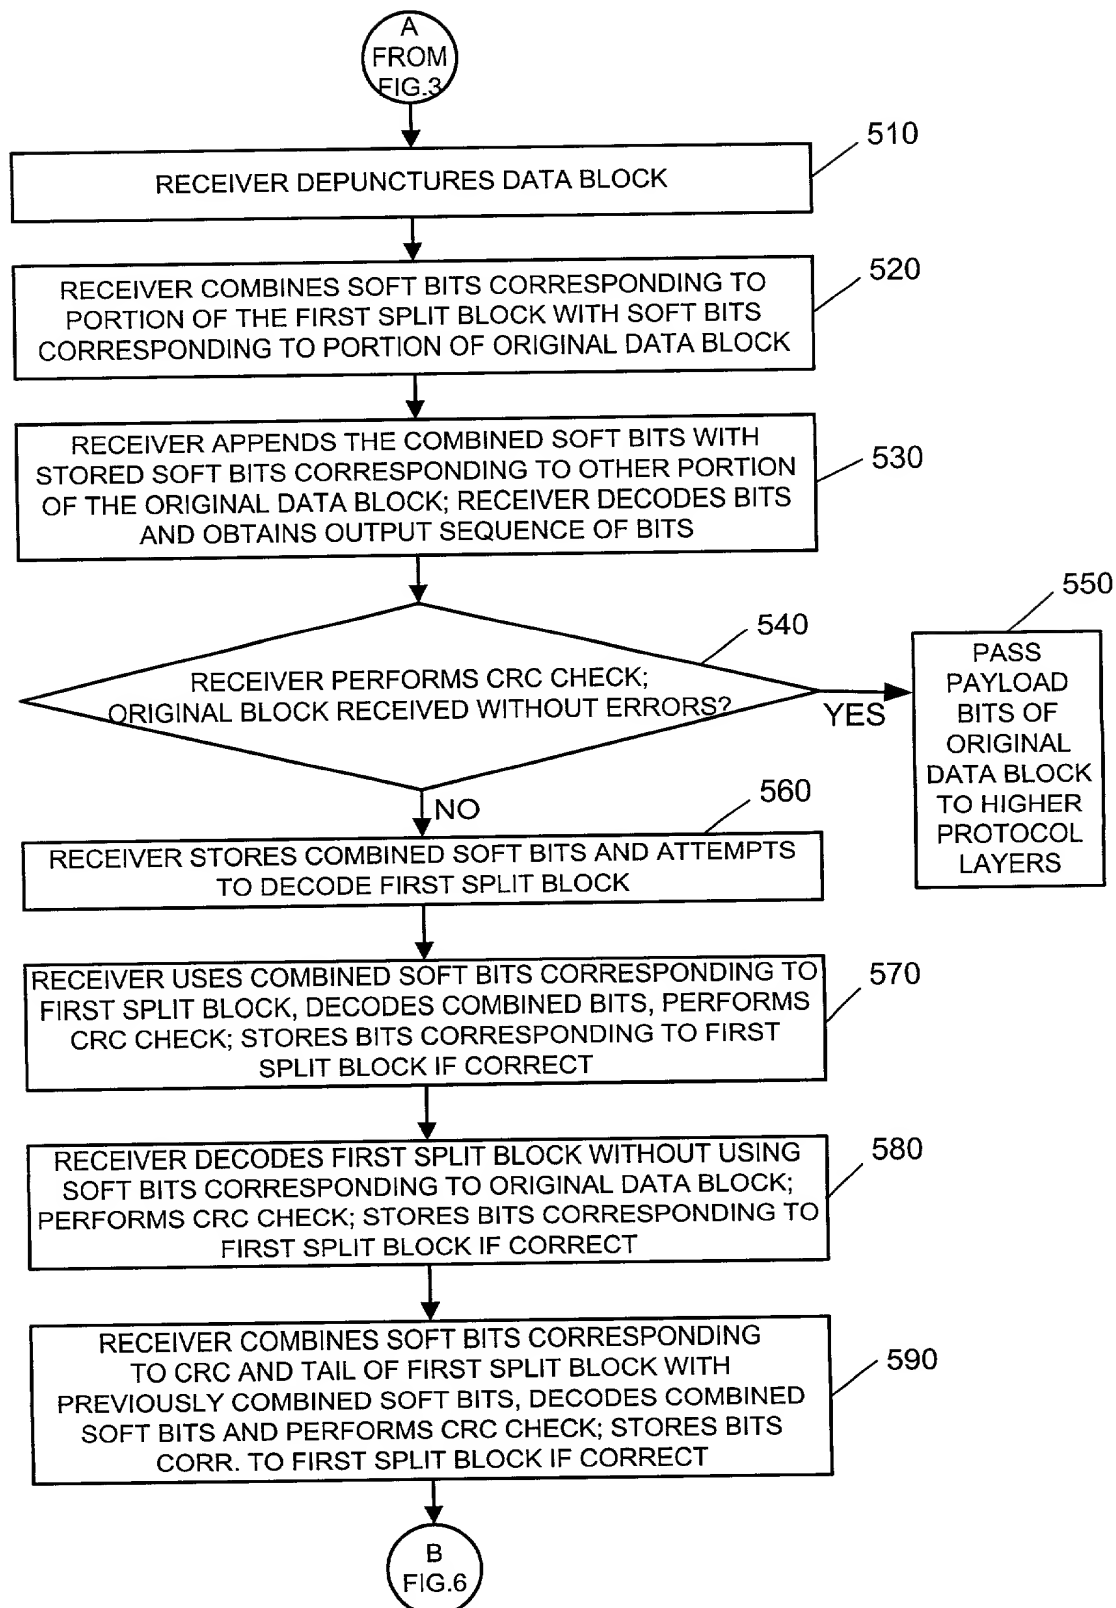 A
FROM
FIG.3
510
RECEIVER DEPUNCTURES DATA BLOCK
520
RECEIVER COMBINES SOFT BITS CORRESPONDING TO
PORTION OF THE FIRST SPLIT BLOCK WITH SOFT BITS
CORRESPONDING TO PORTION OF ORIGINAL DATA BLOCK
RECEIVER APPENDS THE COMBINED SOFT BITS WITH
STORED SOFT BITS CORRESPONDING TO OTHER PORTION
OF THE ORIGINAL DATA BLOCK; RECEIVER DECODES BITS
AND OBTAINS OUTPUT SEQUENCE OF BITS
530
540
RECEIVER PERFORMS CRC CHECK;
ORIGINAL BLOCK RECEIVED WITHOUT ERRORS?
YES
550
PASS
PAYLOAD
BITS OF
ORIGINAL
DATA BLOCK
TO HIGHER
PROTOCOL
LAYERS
NO
560
RECEIVER STORES COMBINED SOFT BITS AND ATTEMPTS
TO DECODE FIRST SPLIT BLOCK
570
RECEIVER USES COMBINED SOFT BITS CORRESPONDING TO
FIRST SPLIT BLOCK, DECODES COMBINED BITS, PERFORMS
CRC CHECK; STORES BITS CORRESPONDING TO FIRST
SPLIT BLOCK IF CORRECT
580
RECEIVER DECODES FIRST SPLIT BLOCK WITHOUT USING
SOFT BITS CORRESPONDING TO ORIGINAL DATA BLOCK;
PERFORMS CRC CHECK; STORES BITS CORRESPONDING TO
FIRST SPLIT BLOCK IF CORRECT
590
RECEIVER COMBINES SOFT BITS CORRESPONDING
TO CRC AND TAIL OF FIRST SPLIT BLOCK WITH
PREVIOUSLY COMBINED SOFT BITS, DECODES COMBINED
SOFT BITS AND PERFORMS CRC CHECK; STORES BITS
CORR. TO FIRST SPLIT BLOCK IF CORRECT
B
FIG.6